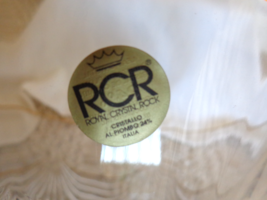 RCR®
ROYAL CRYSTAL ROCK
CRISTALLO
AL PIOMBO 24%
ITALIA